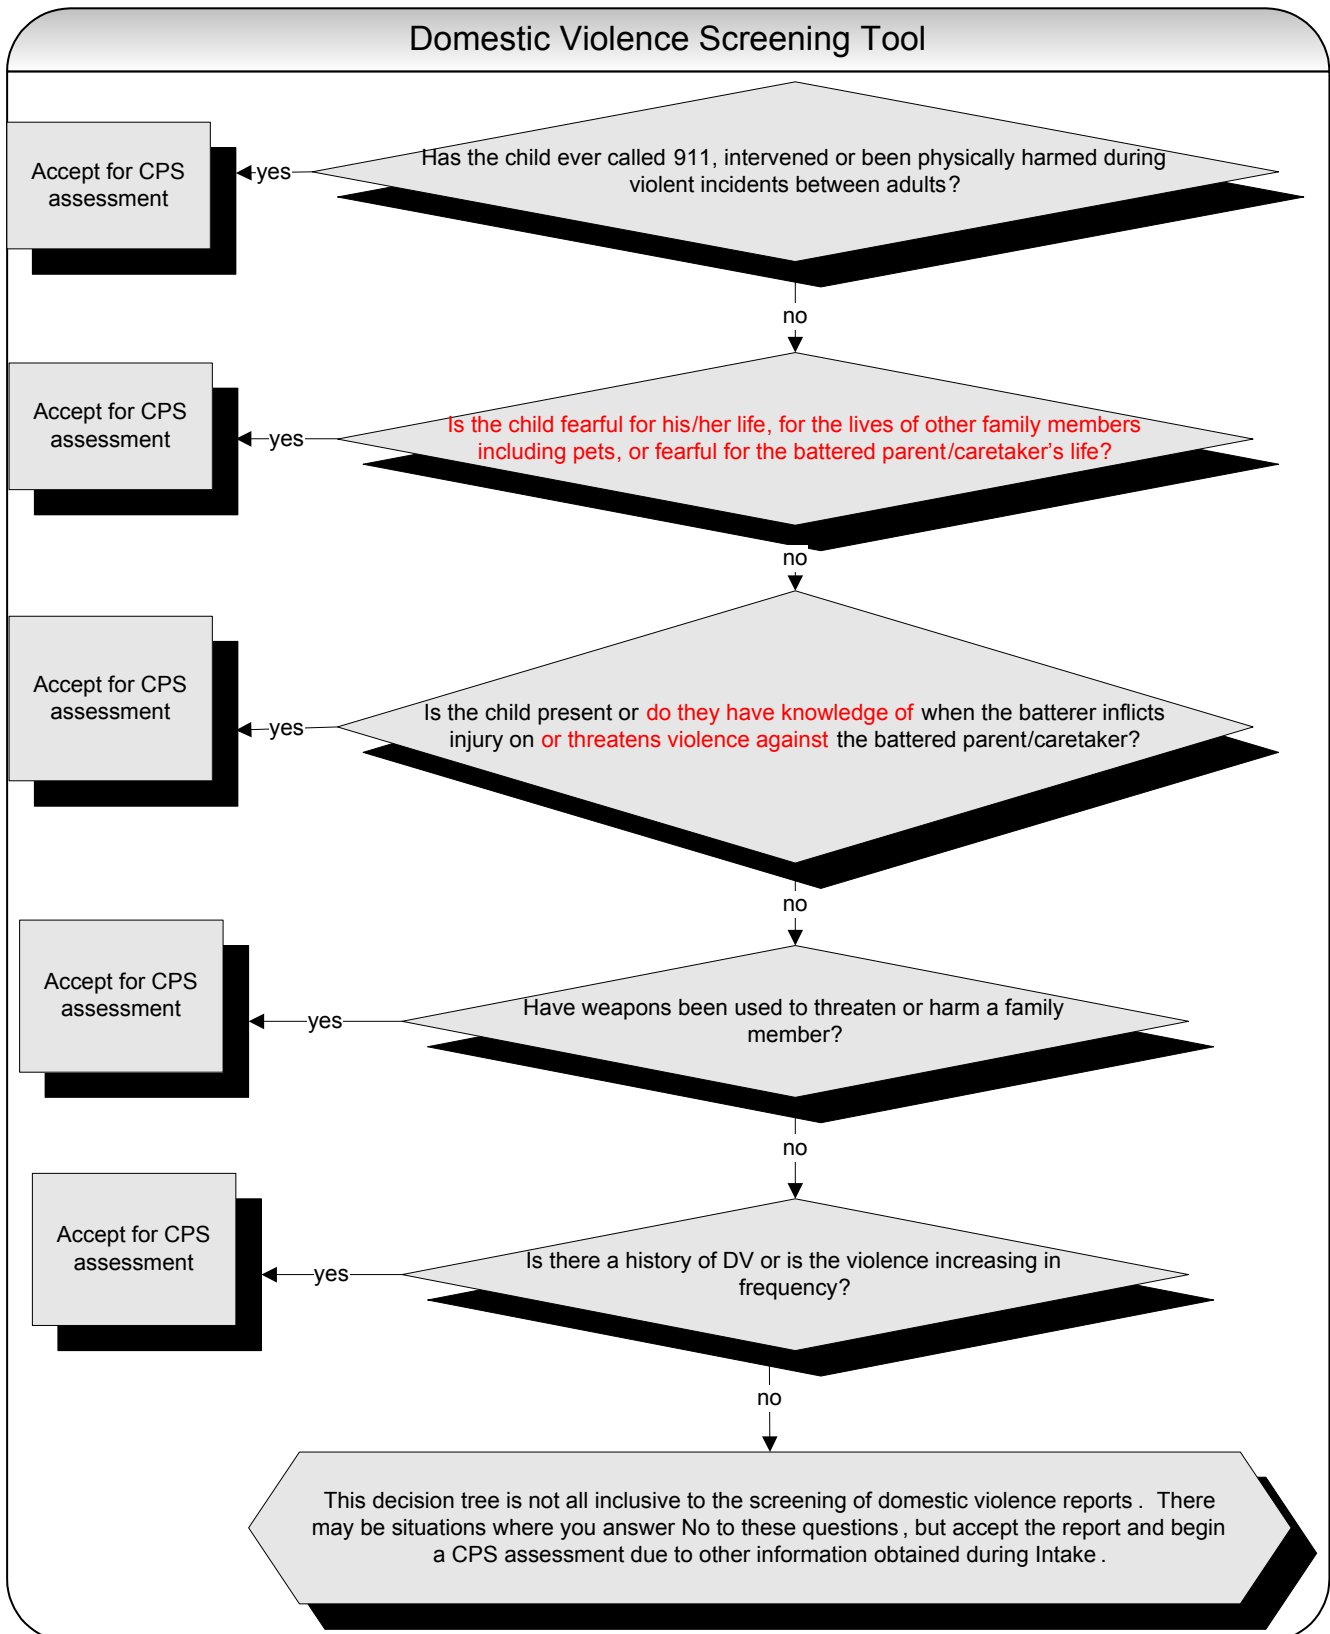 Domestic Violence Screening Tool
Has the child ever called 911, intervened or been physically harmed during
violent incidents between adults?
yes
Accept for CPS
assessment
no
Is the child fearful for his/her life, for the lives of other family members
including pets, or fearful for the battered parent/caretaker's life?
yes
Accept for CPS
assessment
no
Is the child present or do they have knowledge of when the batterer inflicts
injury on or threatens violence against the battered parent/caretaker?
yes
Accept for CPS
assessment
no
Have weapons been used to threaten or harm a family
member?
yes
Accept for CPS
assessment
no
Is there a history of DV or is the violence increasing in
frequency?
yes
Accept for CPS
assessment
no
This decision tree is not all inclusive to the screening of domestic violence reports. There
may be situations where you answer No to these questions, but accept the report and begin
a CPS assessment due to other information obtained during Intake.